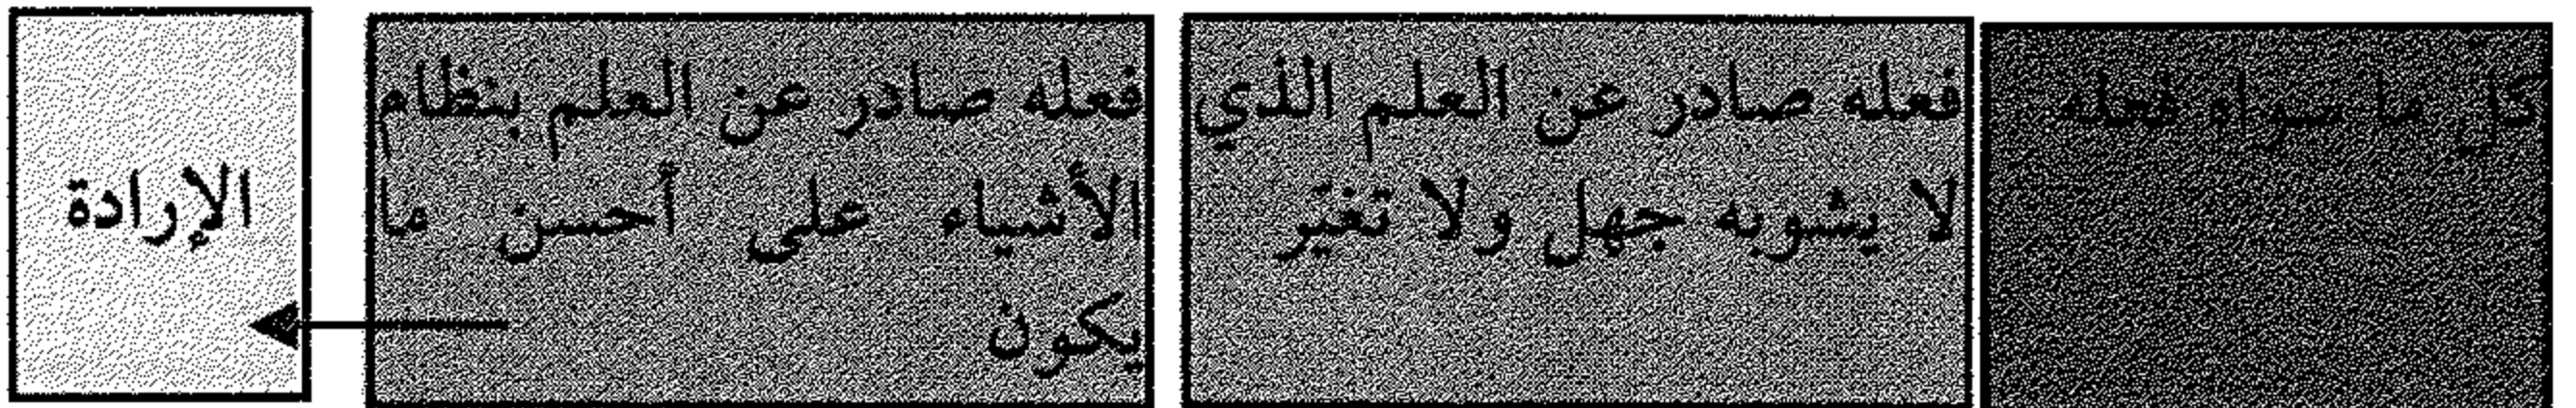 كل ما سواه فعله
فعله صادر عن العلم الذي
لا يشوبه جهل ولا تغيّر
فعله صادر عن العلم بنظام
الأشياء على أحسن ما
يكون
الإرادة